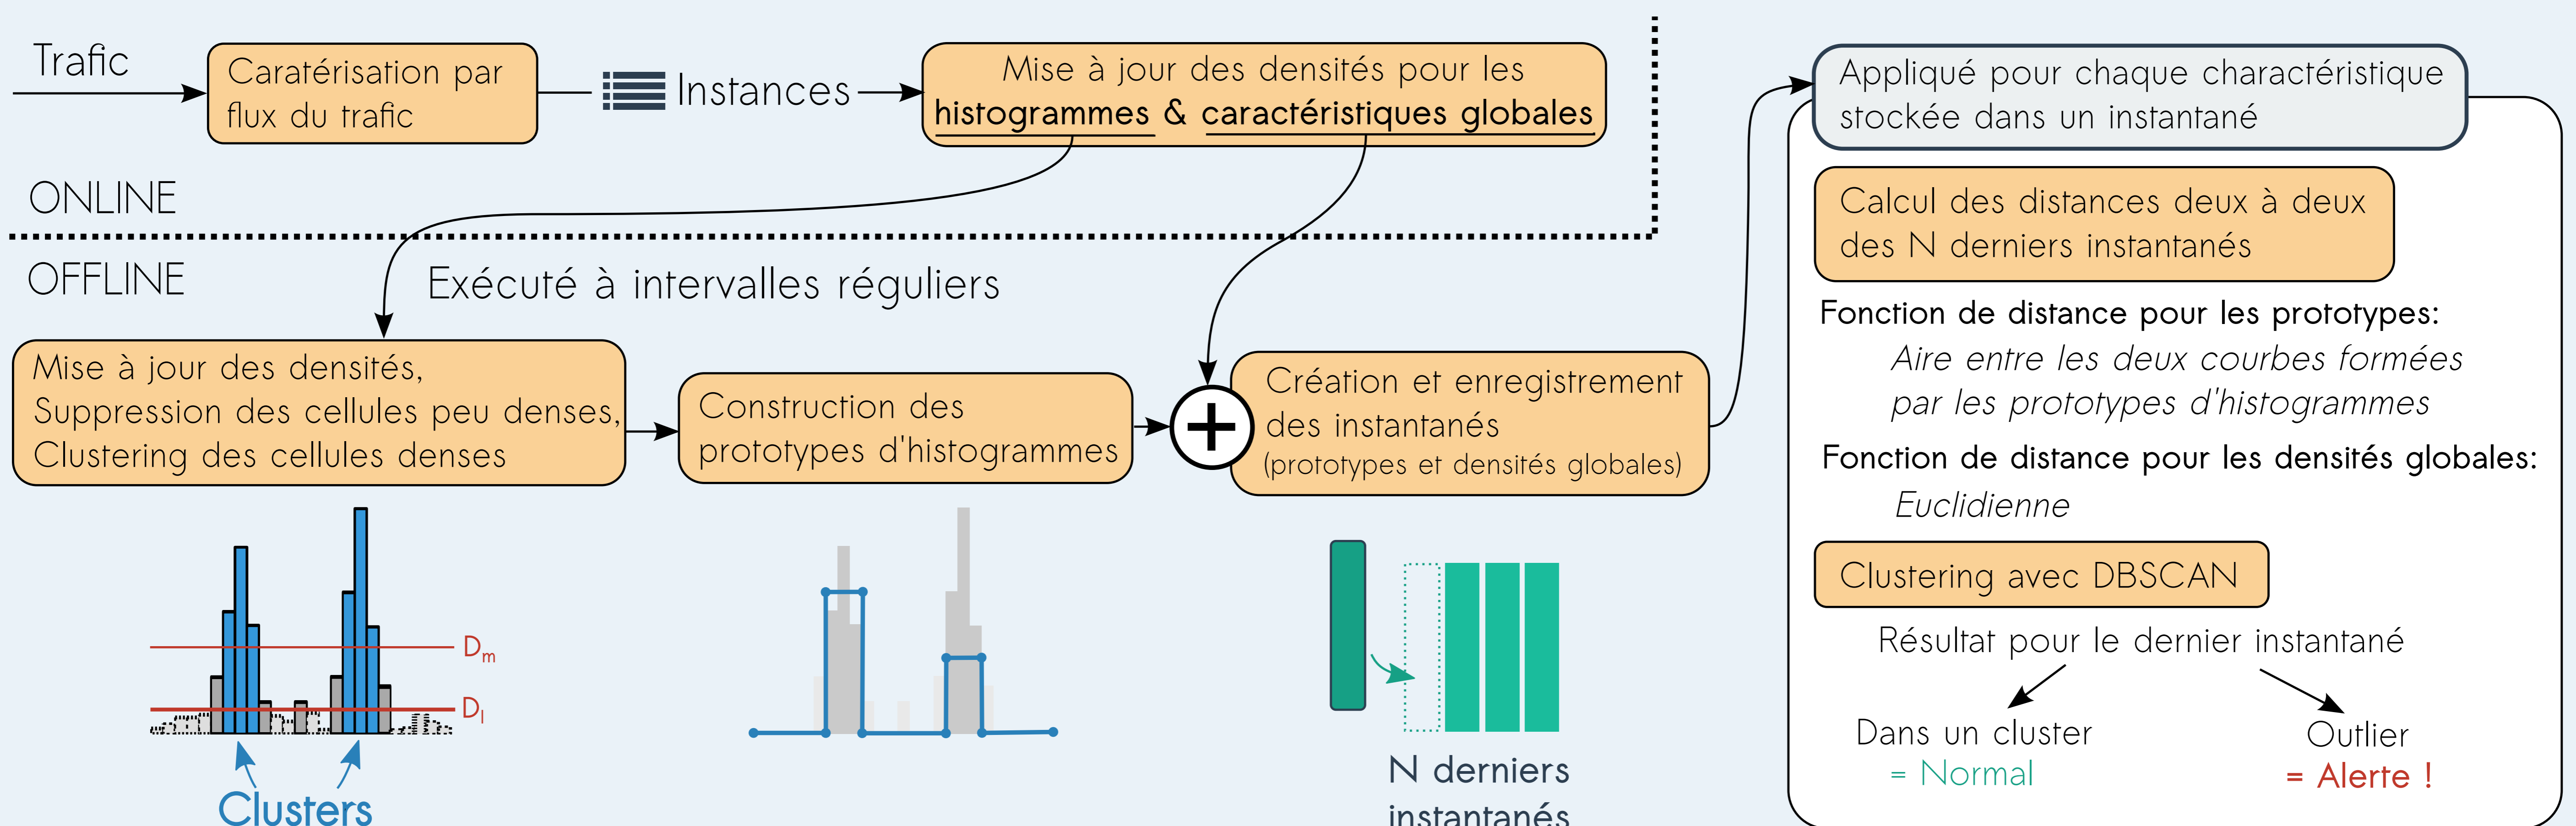 Trafic
Caratérisation par
flux du trafic
Instances
Mise à jour des densités pour les
histogrammes & caractéristiques globales
ONLINE
OFFLINE
Exécuté à intervalles réguliers
Mise à jour des densités,
Suppression des cellules peu denses,
Clustering des cellules denses
Construction des
prototypes d'histogrammes
+
Création et enregistrement
des instantanés
(prototypes et densités globales)
Dm
Dl
Clusters
N derniers
instantanés
Appliqué pour chaque charactéristique
stockée dans un instantané
Calcul des distances deux à deux
des N derniers instantanés
Fonction de distance pour les prototypes:
Aire entre les deux courbes formées
par les prototypes d'histogrammes
Fonction de distance pour les densités globales:
Euclidienne
Clustering avec DBSCAN
Résultat pour le dernier instantané
Dans un cluster
= Normal
Outlier
= Alerte !